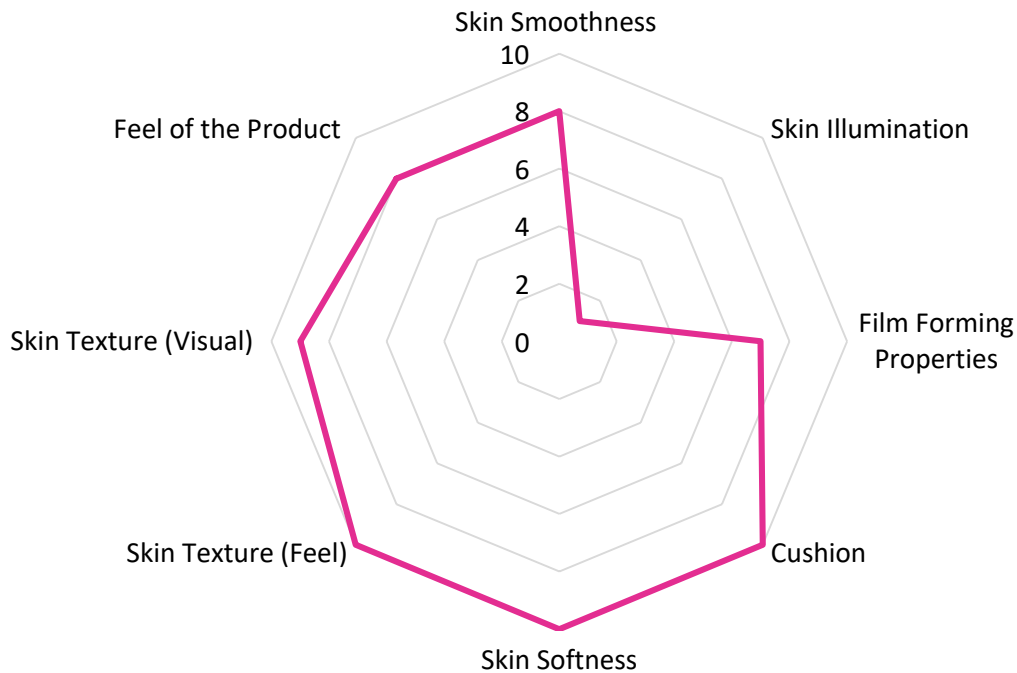 Skin Smoothness
10
Feel of the Product
Skin Illumination
8
6
4
2
0
Skin Texture (Visual)
Film Forming
Properties
Skin Texture (Feel)
Cushion
Skin Softness